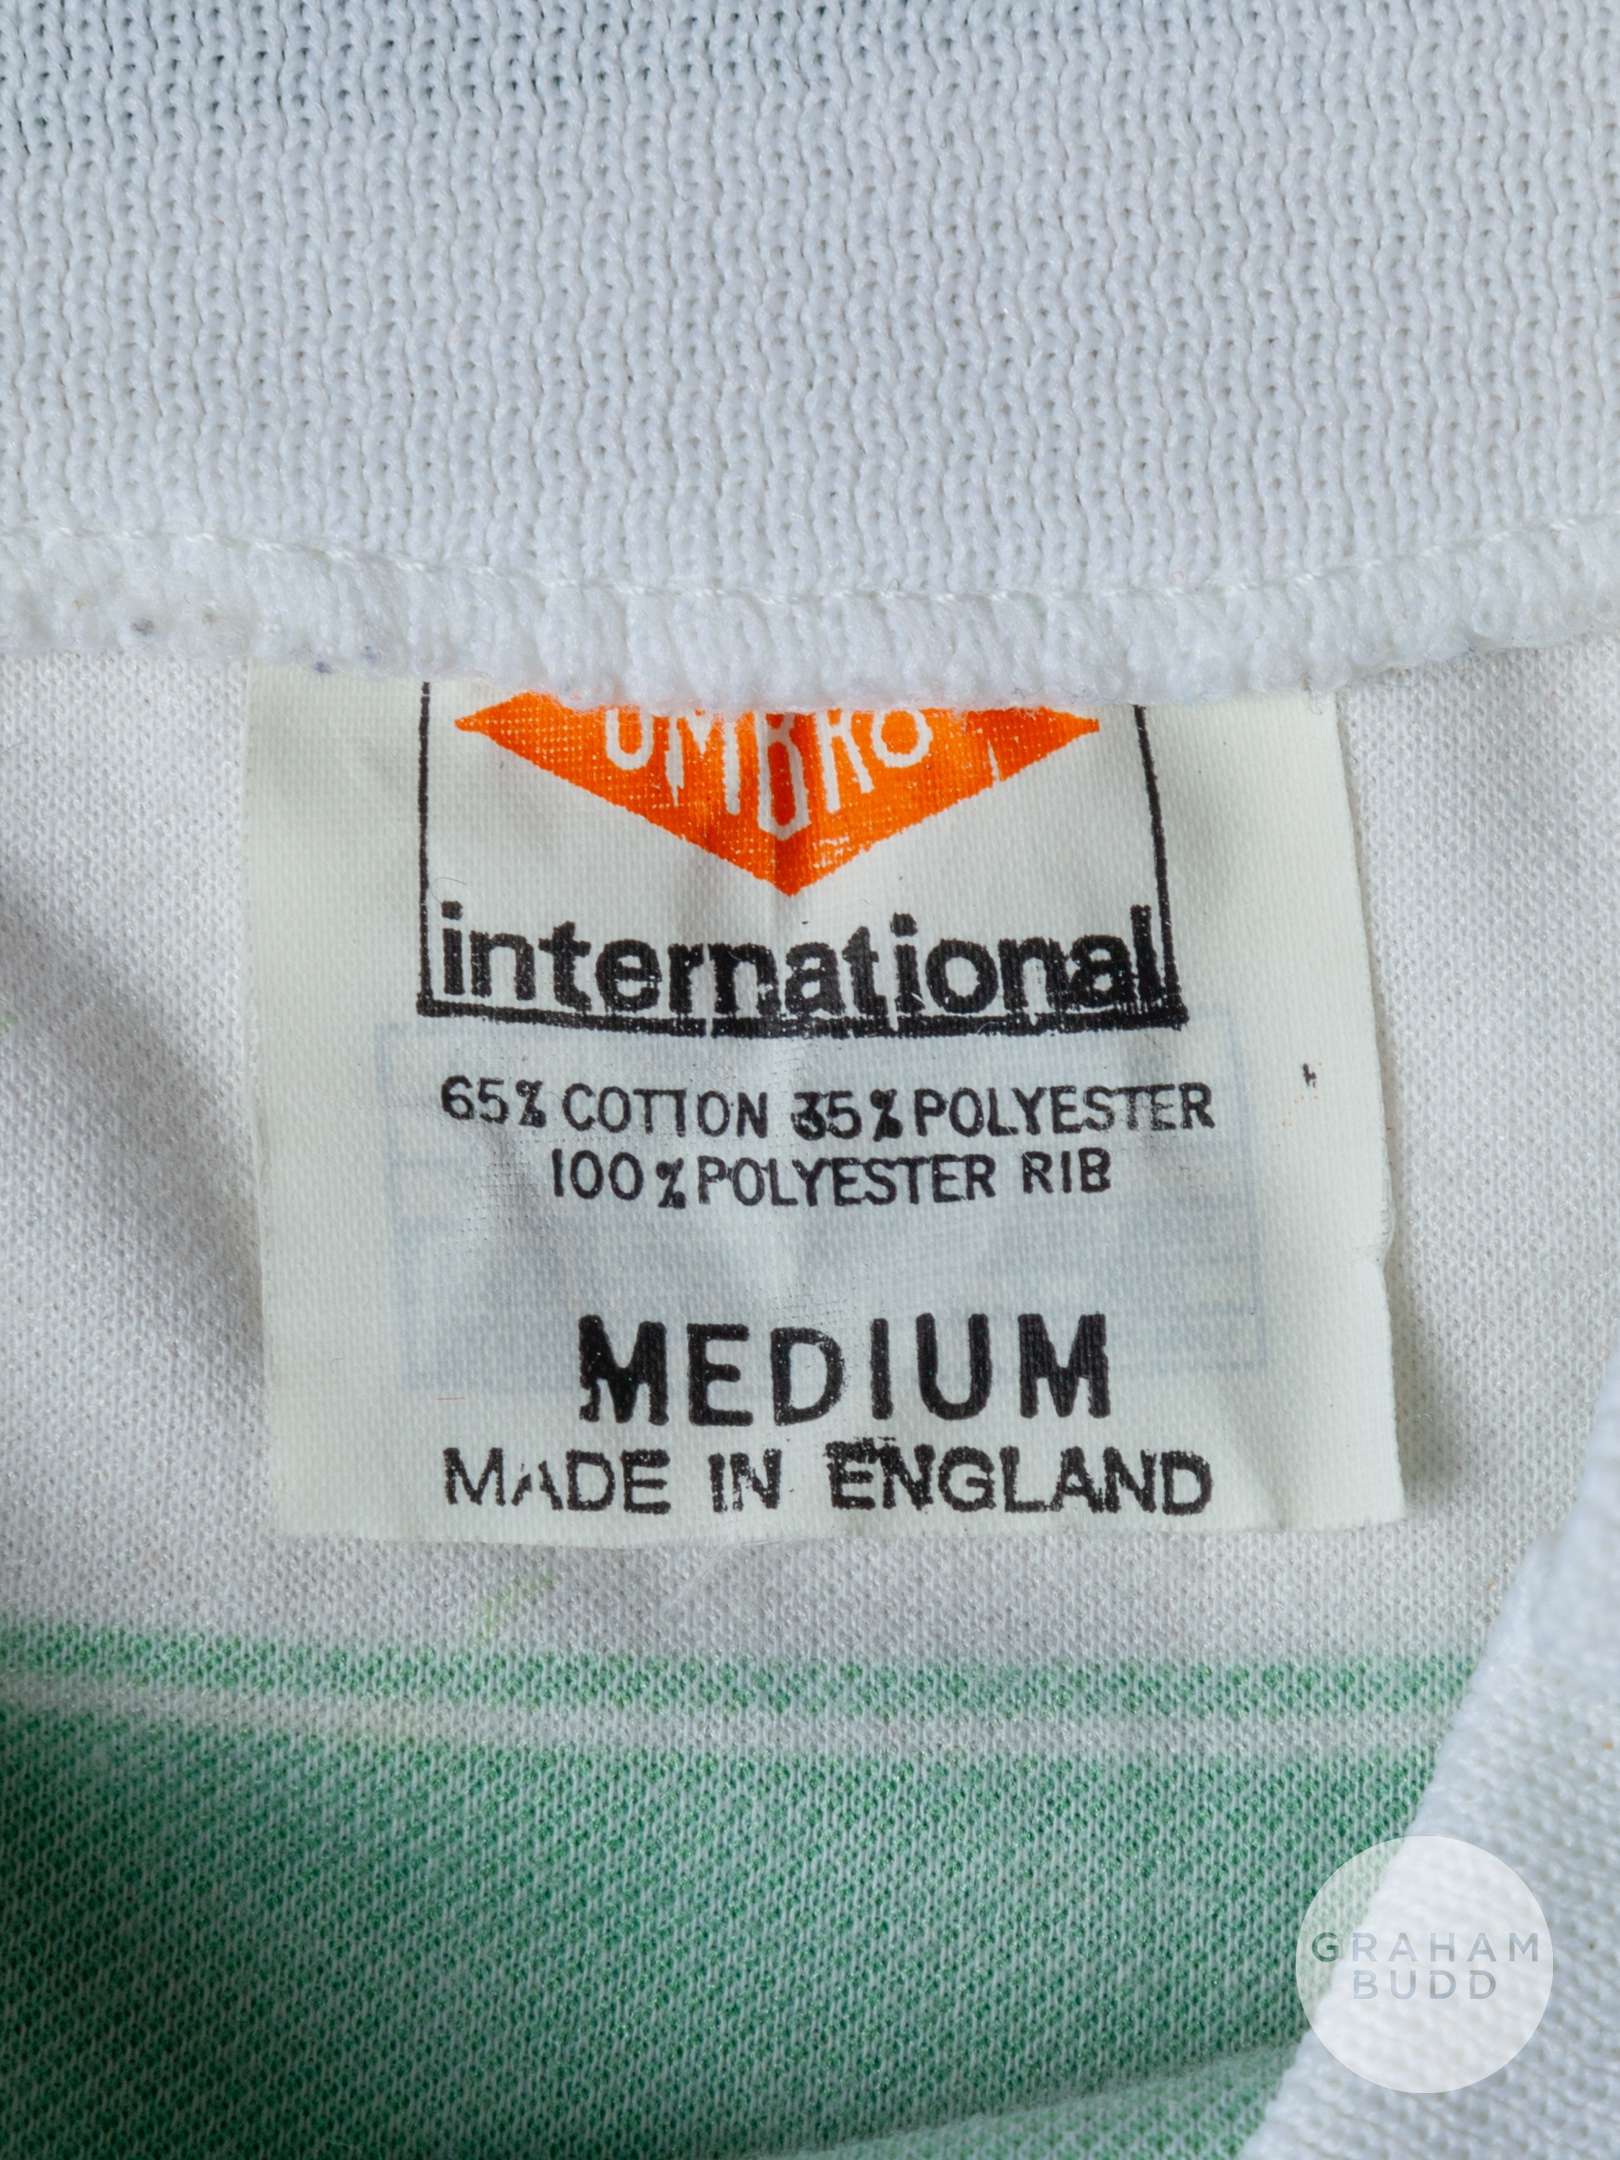 UMBRO
international
65% COTTON 35% POLYESTER
100% POLYESTER RIB
MEDIUM
MADE IN ENGLAND
GRAHAM
BUDD